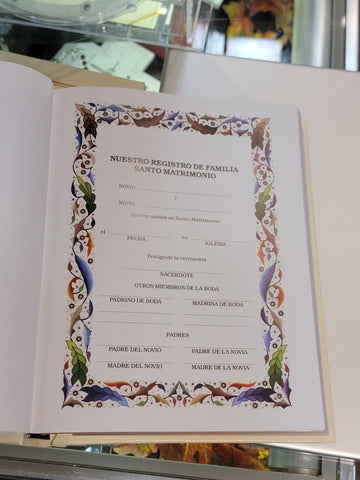 NUESTRO REGISTRO DE FAMILIA
SANTO MATRIMONIO
NOVIO
y
NOVIA
fueron unidos en Santo Matrimonio
el en
FECHA IGLESIA
Testigo de la ceremonia
SACERDOTE
OTROS MIEMBROS DE LA BODA
PADRINO DE BODA MADRINA DE BODA
PADRES
PADRE DEL NOVIO PADRE DE LA NOVIA
MADRE DEL NOVIO MADRE DE LA NOVIA